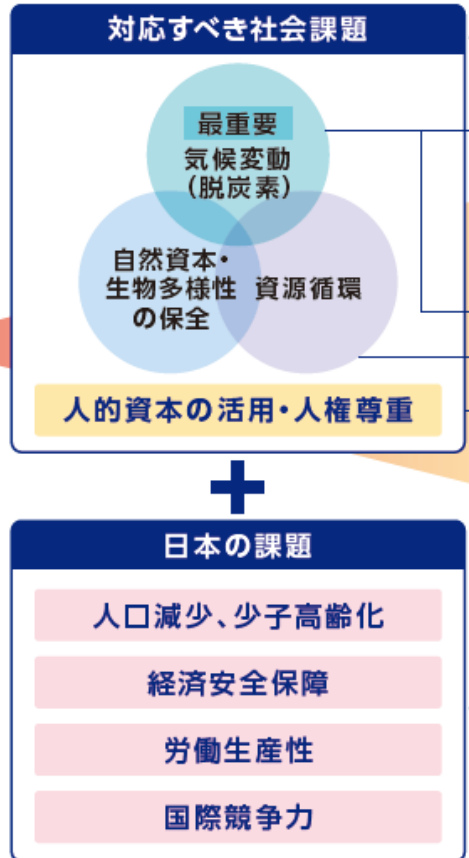 対応すべき社会課題
最重要
気候変動
（脱炭素）
自然資本・
生物多様性
の保全
資源循環
人的資本の活用・人権尊重
+
日本の課題
人口減少、少子高齢化
経済安全保障
労働生産性
国際競争力